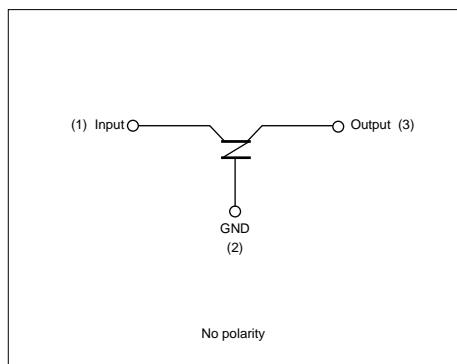 (1) Input Output (3)
GND
(2)
No polarity